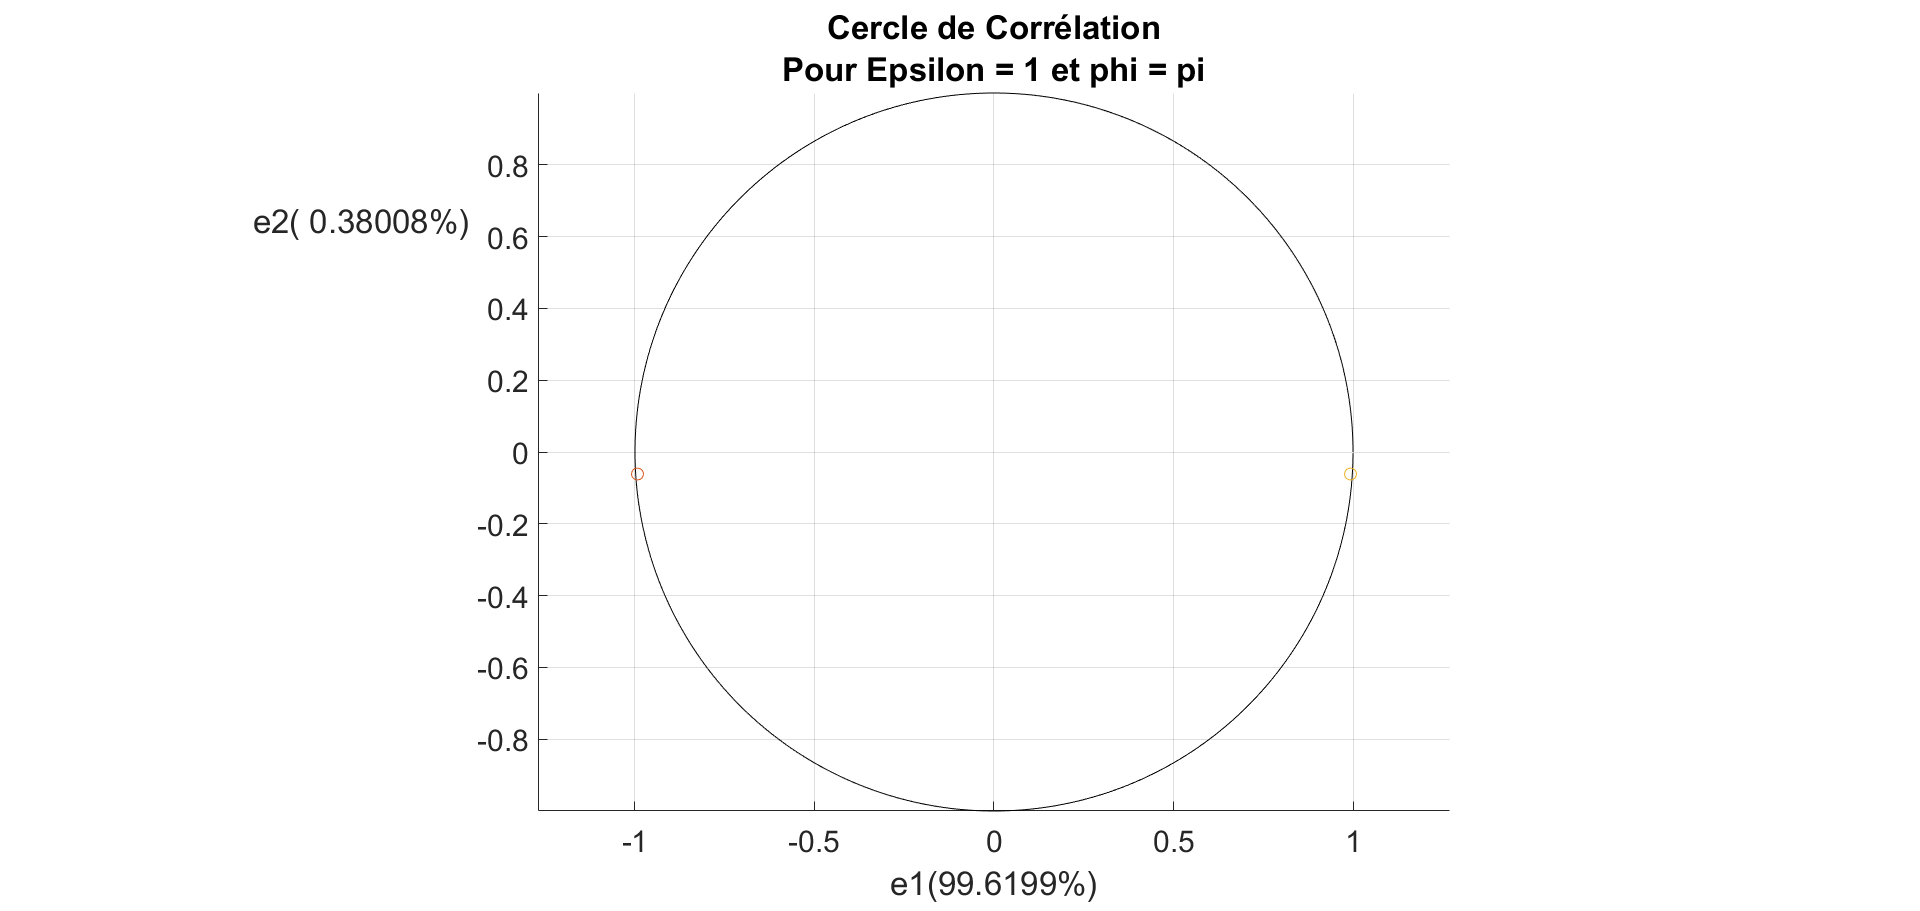 Cercle de Corrélation
Pour Epsilon = 1 et phi = pi
e2( 0.38008%)
0.8
0.6
0.4
0.2
0
-0.2
-0.4
-0.6
-0.8
-1 -0.5 0 0.5 1
e1(99.6199%)